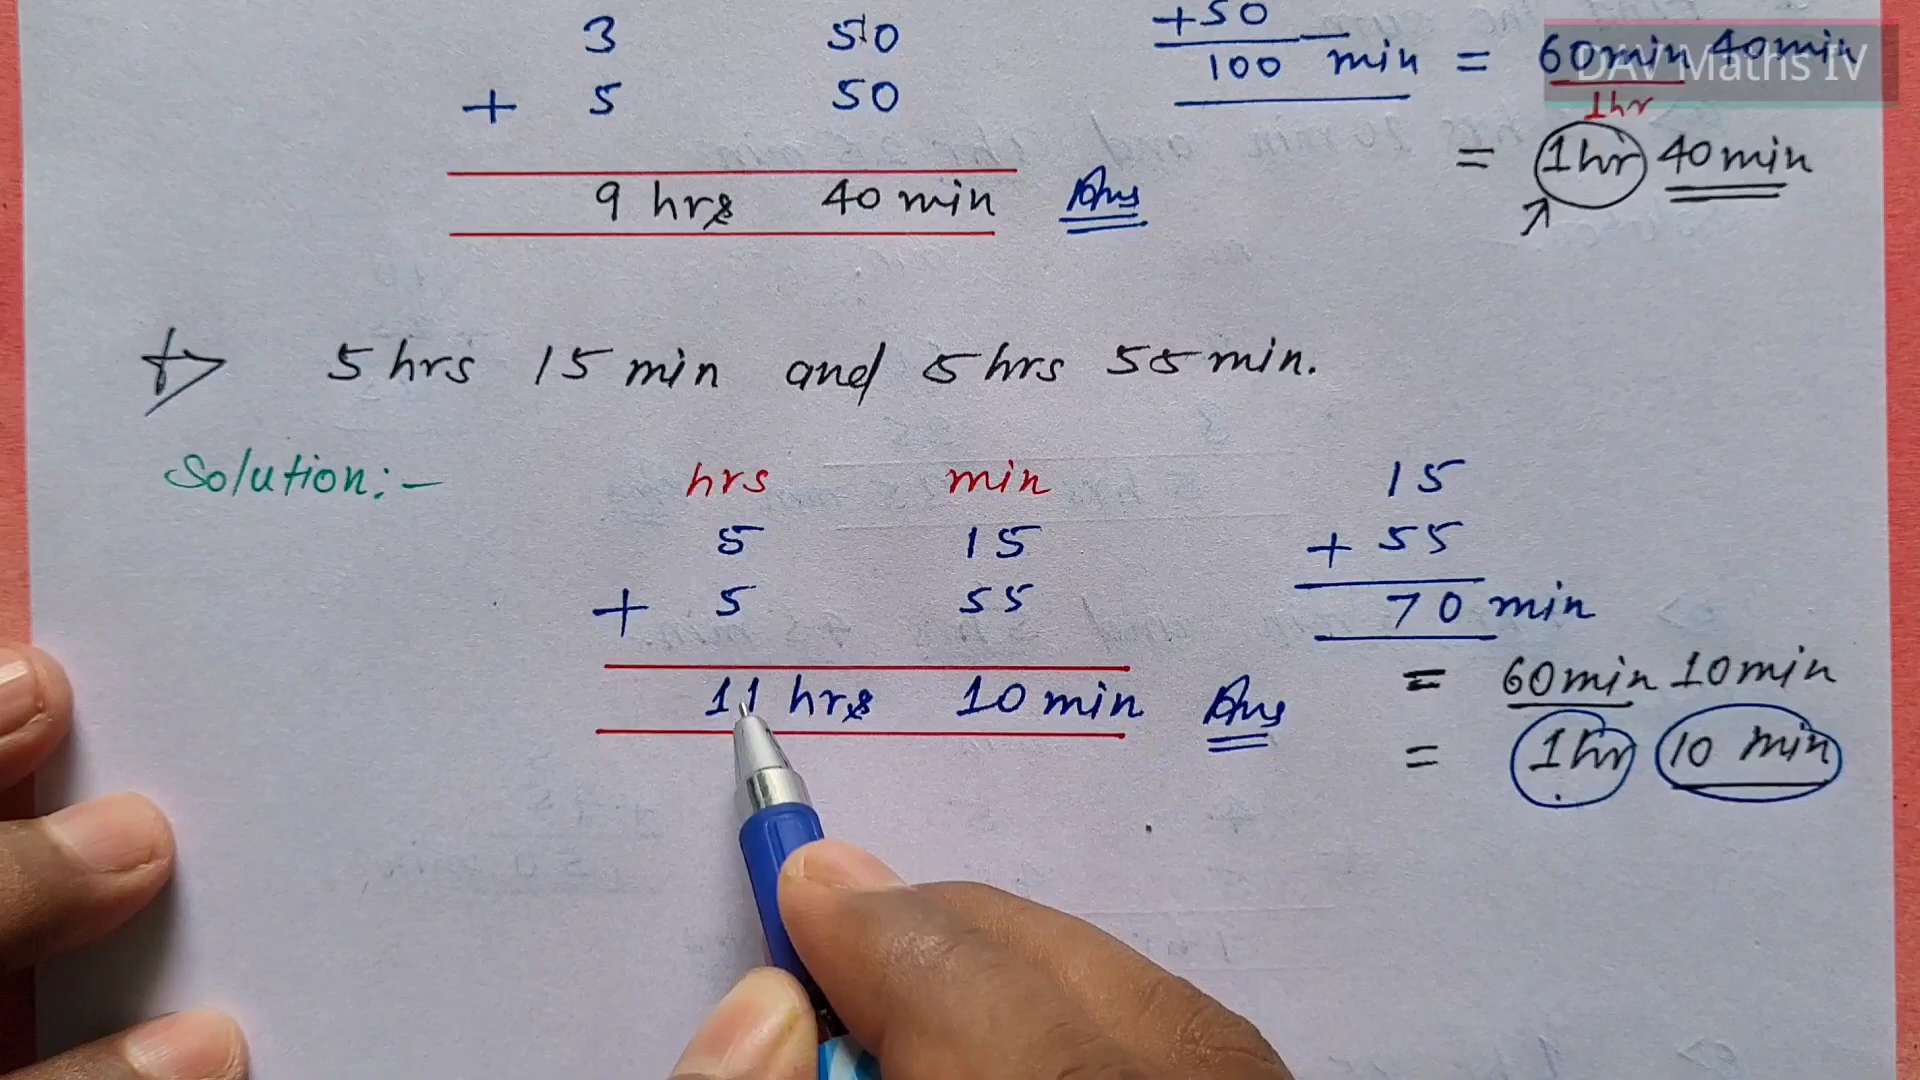 3 50 +50
+ 5 50 100 min = 60min 40min
DAV Maths IV
1hr
= 1hr 40min
9 hrs 40 min Ans
f> 5 hrs 15 min and 5 hrs 55 min.
Solution:- hrs min 15
5 15 + 55
+ 5 55 70 min
= 60min 10min
11 hrs 10 min Ans
= 1hr 10 min